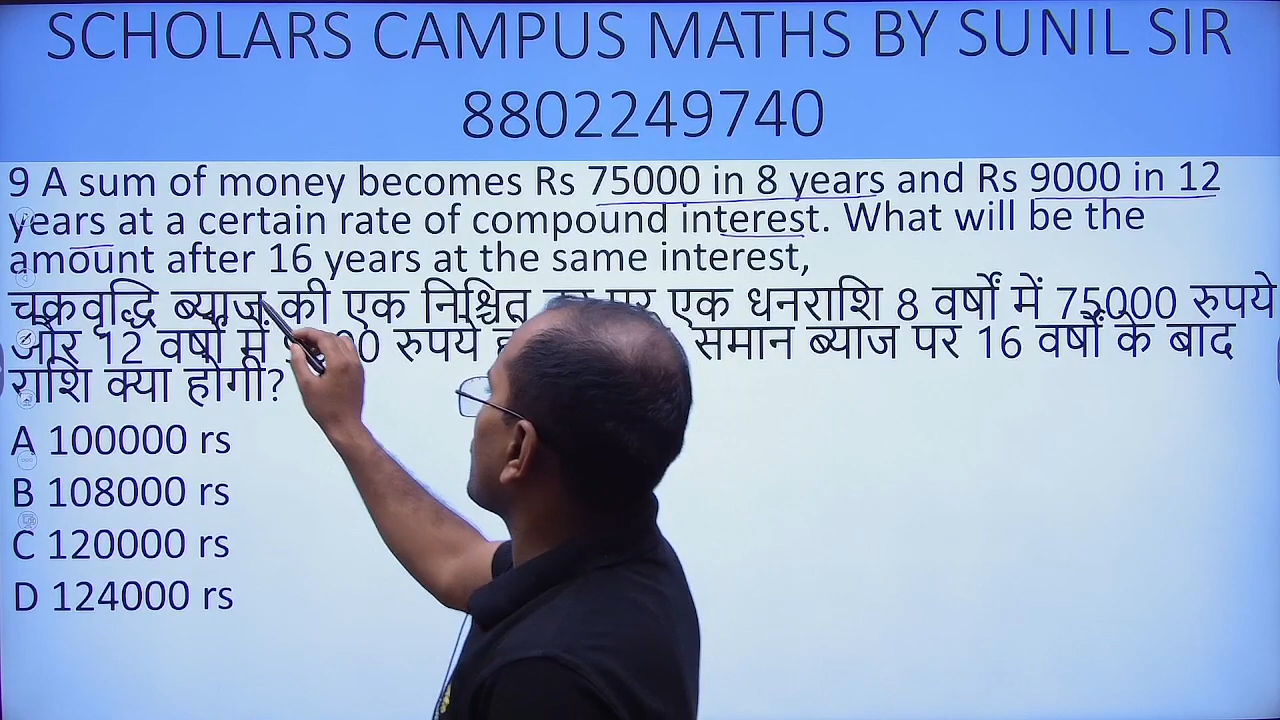 SCHOLARS CAMPUS MATHS BY SUNIL SIR
8802249740
9 A sum of money becomes Rs 75000 in 8 years and Rs 9000 in 12
years at a certain rate of compound interest. What will be the
amount after 16 years at the same interest,
चक्रवृद्धि ब्याज की एक निश्चित पर एक धनराशि 8 वर्षों में 75000 रुपये
और 12 वर्षों में रुपये समान ब्याज पर 16 वर्षों के बाद
राशि क्या होगी?
A 100000 rs
B 108000 rs
C 120000 rs
D 124000 rs